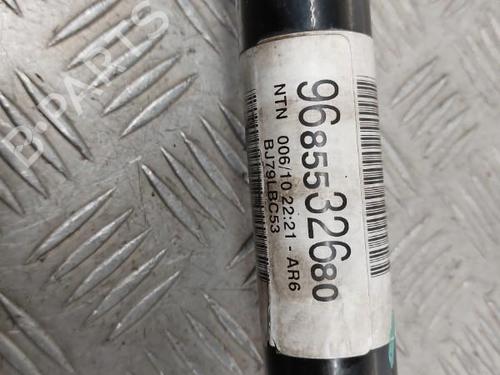 9685532680
NTN 006/10 22:21 - AR6
BJ79LBC53
B-PARTS